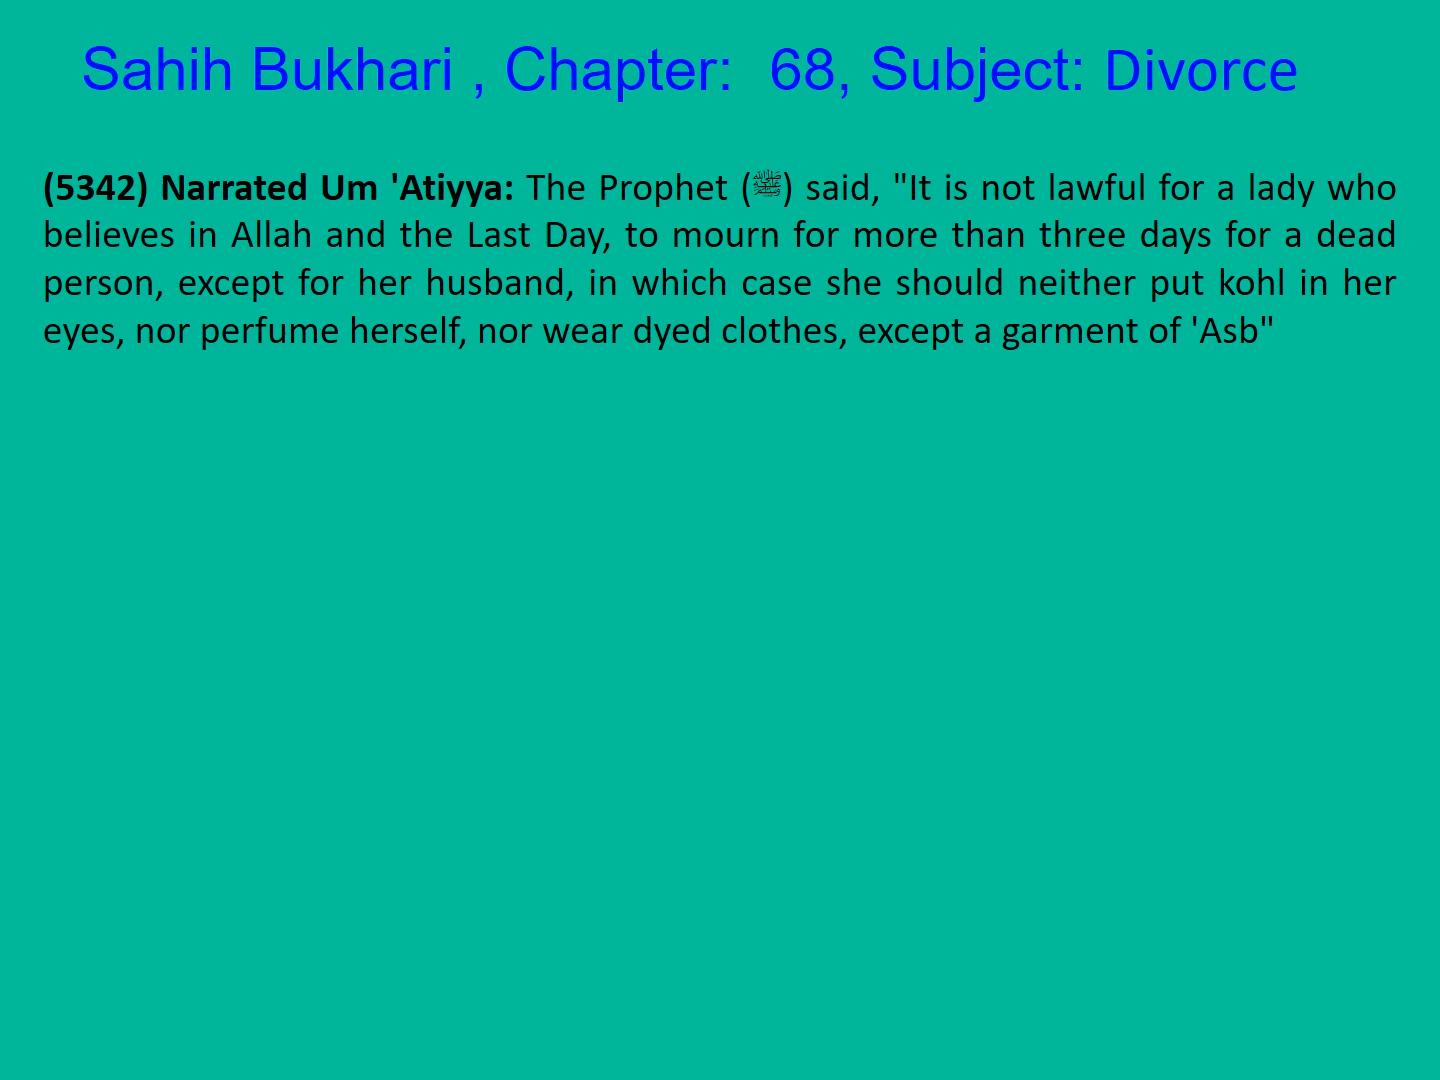 Sahih Bukhari , Chapter:  68, Subject: Divorce
(5342) Narrated Um 'Atiyya: The Prophet (ﷺ) said, "It is not lawful for a lady who
believes in Allah and the Last Day, to mourn for more than three days for a dead
person, except for her husband, in which case she should neither put kohl in her
eyes, nor perfume herself, nor wear dyed clothes, except a garment of 'Asb"